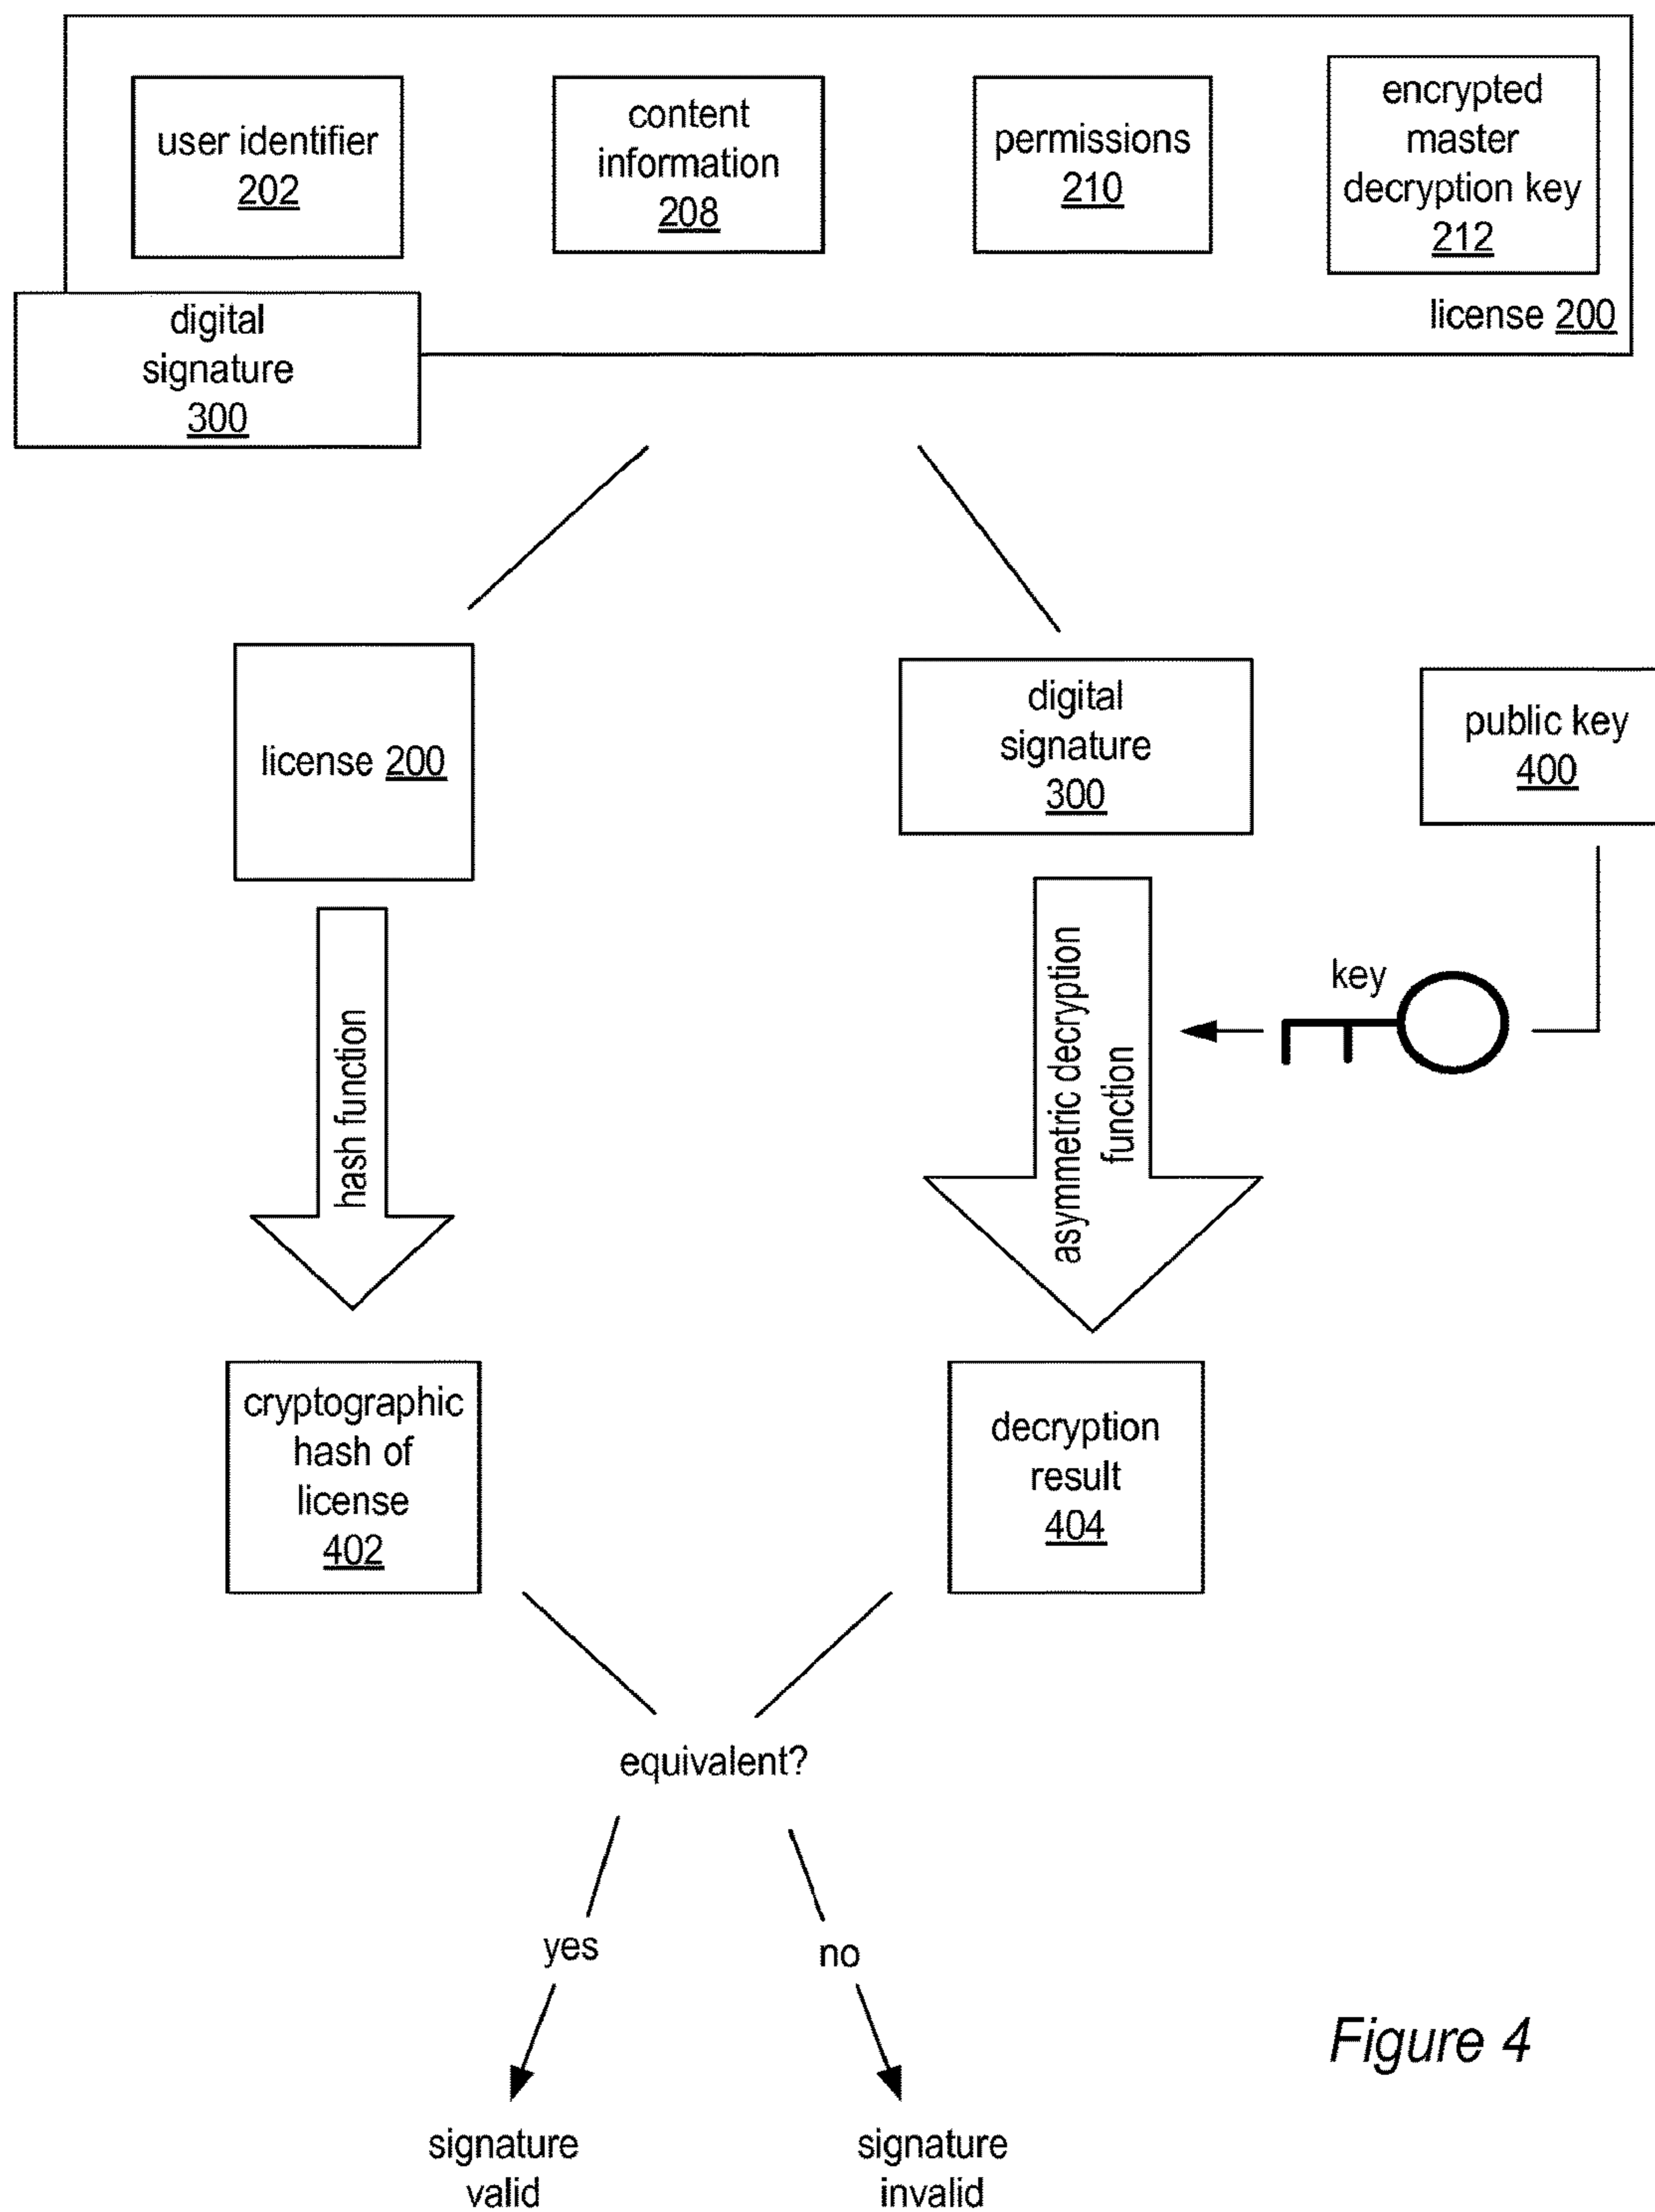 user identifier
202
content
information
208
permissions
210
encrypted
master
decryption key
212
license 200
digital
signature
300
license 200
digital
signature
300
public key
400
hash function
asymmetric decryption
function
key
cryptographic
hash of
license
402
decryption
result
404
equivalent?
yes
no
signature
valid
signature
invalid
Figure 4